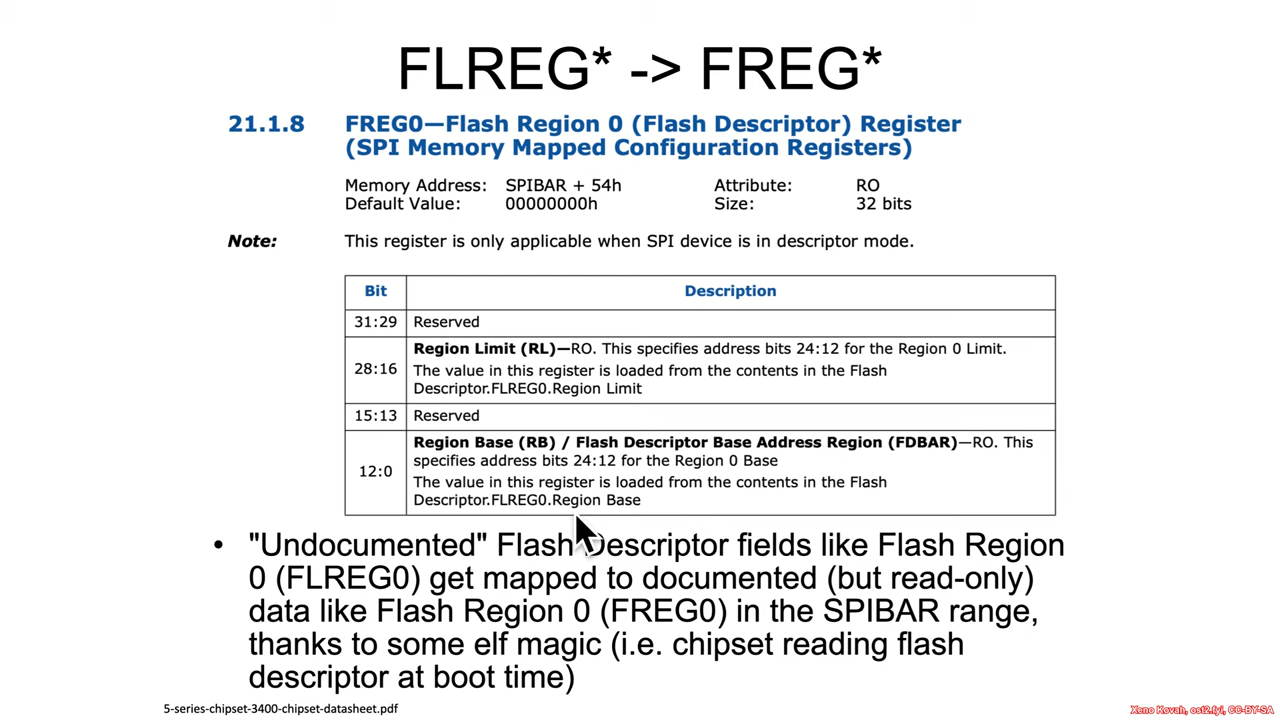 FLREG* -> FREG*
21.1.8 FREG0—Flash Region 0 (Flash Descriptor) Register
(SPI Memory Mapped Configuration Registers)
Memory Address: SPIBAR + 54h Attribute: RO
Default Value: 00000000h Size: 32 bits
Note: This register is only applicable when SPI device is in descriptor mode.
Bit Description
31:29 Reserved
28:16 Region Limit (RL)—RO. This specifies address bits 24:12 for the Region 0 Limit.
The value in this register is loaded from the contents in the Flash
Descriptor.FLREG0.Region Limit
15:13 Reserved
12:0 Region Base (RB) / Flash Descriptor Base Address Region (FDBAR)—RO. This
specifies address bits 24:12 for the Region 0 Base
The value in this register is loaded from the contents in the Flash
Descriptor.FLREG0.Region Base
• "Undocumented" Flash Descriptor fields like Flash Region
0 (FLREG0) get mapped to documented (but read-only)
data like Flash Region 0 (FREG0) in the SPIBAR range,
thanks to some elf magic (i.e. chipset reading flash
descriptor at boot time)
5-series-chipset-3400-chipset-datasheet.pdf
Xeno Kovah, ost2.fyi, CC-BY-SA